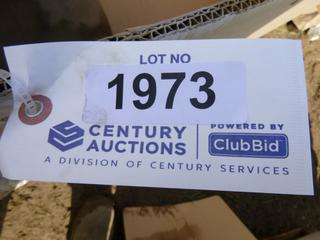 LOT NO
1973
CENTURY AUCTIONS
POWERED BY
ClubBid
A DIVISION OF CENTURY SERVICES